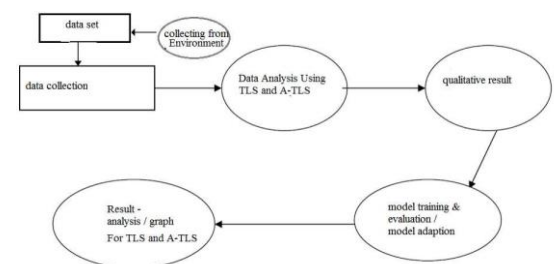 data set
collecting from
Environment
data collection
Data Analysis Using
TLS and A-TLS
qualitative result
model training &
evaluation /
model adaption
Result -
analysis / graph
For TLS and A-TLS